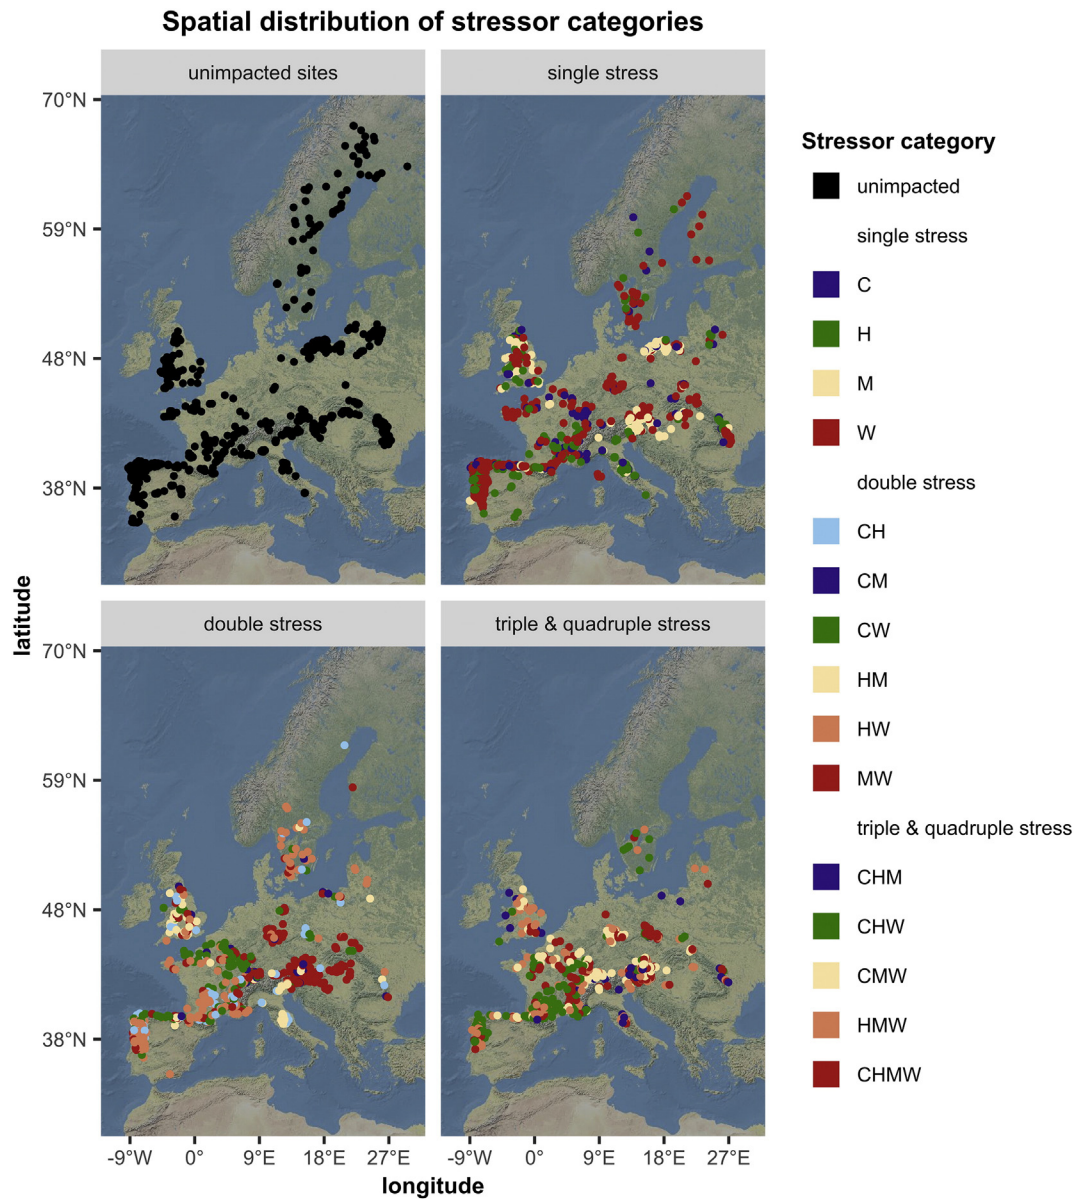 Spatial distribution of stressor categories
unimpacted sites
single stress
70°N
59°N
48°N
38°N
double stress
triple & quadruple stress
70°N
59°N
48°N
38°N
-9°W 0° 9°E 18°E 27°E
-9°W 0° 9°E 18°E 27°E
longitude
latitude
Stressor category
unimpacted
single stress
C
H
M
W
double stress
CH
CM
CW
HM
HW
MW
triple & quadruple stress
CHM
CHW
CMW
HMW
CHMW